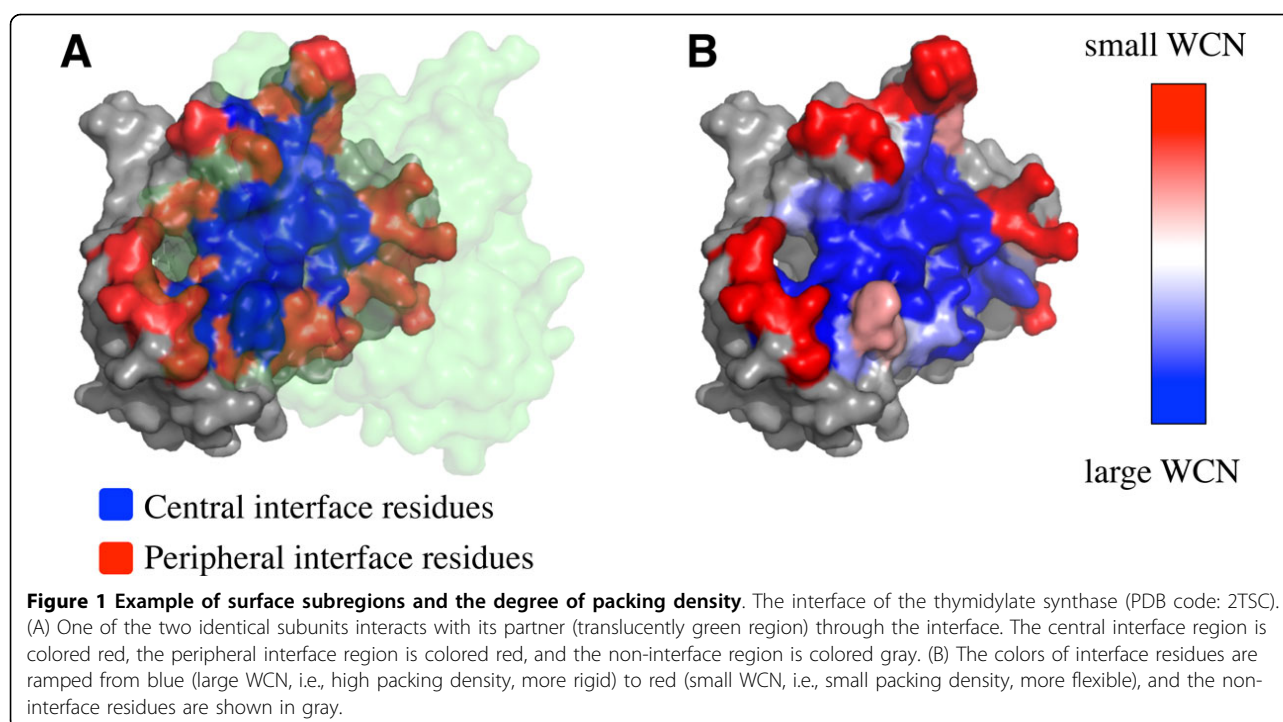 A
B
small WCN
large WCN
Central interface residues
Peripheral interface residues
Figure 1 Example of surface subregions and the degree of packing density. The interface of the thymidylate synthase (PDB code: 2TSC).
(A) One of the two identical subunits interacts with its partner (translucently green region) through the interface. The central interface region is
colored red, the peripheral interface region is colored red, and the non-interface region is colored gray. (B) The colors of interface residues are
ramped from blue (large WCN, i.e., high packing density, more rigid) to red (small WCN, i.e., small packing density, more flexible), and the non-
interface residues are shown in gray.